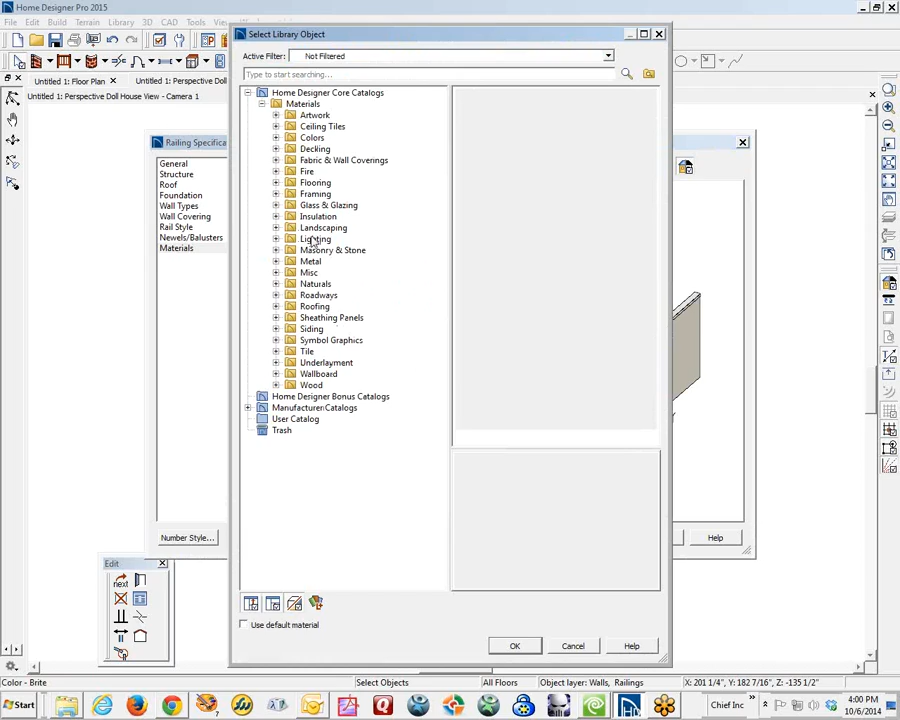 Home Designer Pro 2015
File Edit Build Terrain Library 3D CAD Tools
Select Library Object
Active Filter: Not Filtered
Type to start searching...
Untitled 1: Floor Plan
Untitled 1: Perspective Dol
Untitled 1: Perspective Doll House View - Camera 1
Railing Specifica
General
Structure
Roof
Foundation
Wall Types
Wall Covering
Rail Style
Newels/Balusters
Materials
Home Designer Core Catalogs
Materials
Artwork
Ceiling Tiles
Colors
Decking
Fabric & Wall Coverings
Fire
Flooring
Framing
Glass & Glazing
Insulation
Landscaping
Lighting
Masonry & Stone
Metal
Misc
Naturals
Roadways
Roofing
Sheathing Panels
Siding
Symbol Graphics
Tile
Underlayment
Wallboard
Wood
Home Designer Bonus Catalogs
Manufacturer Catalogs
User Catalog
Trash
Number Style...
Help
Edit
next
Use default material
OK Cancel Help
Color - Brite Select Objects All Floors Object layer: Walls, Railings X: 201 1/4", Y: 182 7/16", Z: -135 1/2"
Start
Chief Inc
4:00 PM
10/6/2014